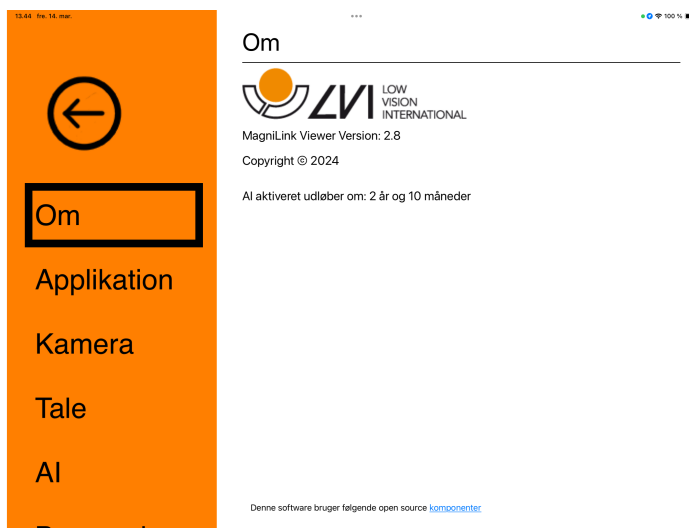 13.44 fre. 14. mar.
100 %
Om
LVI LOW
VISION
INTERNATIONAL
MagniLink Viewer Version: 2.8
Copyright © 2024
AI aktiveret udløber om: 2 år og 10 måneder
Om
Applikation
Kamera
Tale
AI
Denne software bruger følgende open source komponenter